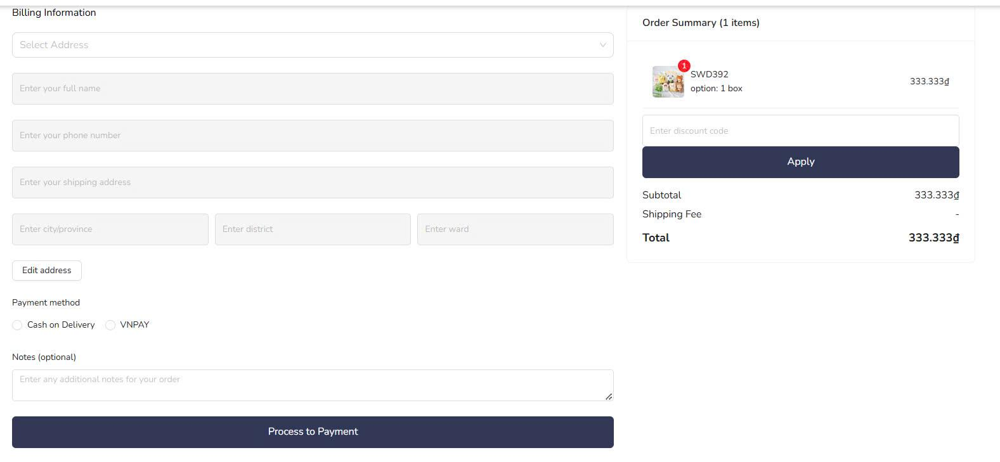 Billing Information
Select Address
Enter your full name
Enter your phone number
Enter your shipping address
Enter city/province
Enter district
Enter ward
Edit address
Payment method
Cash on Delivery
VNPAY
Notes (optional)
Enter any additional notes for your order
Process to Payment
Order Summary (1 items)
1
SWD392
option: 1 box
333.333₫
Enter discount code
Apply
Subtotal 333.333₫
Shipping Fee -
Total 333.333₫